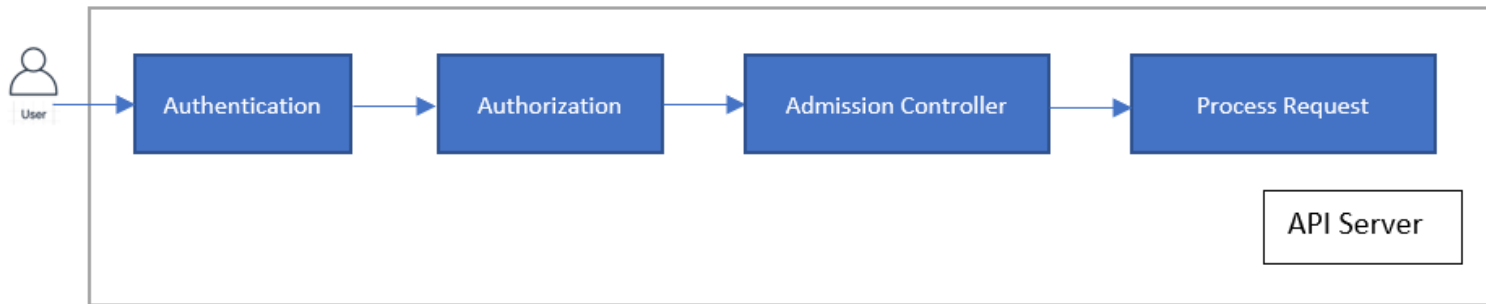 User
Authentication
Authorization
Admission Controller
Process Request
API Server